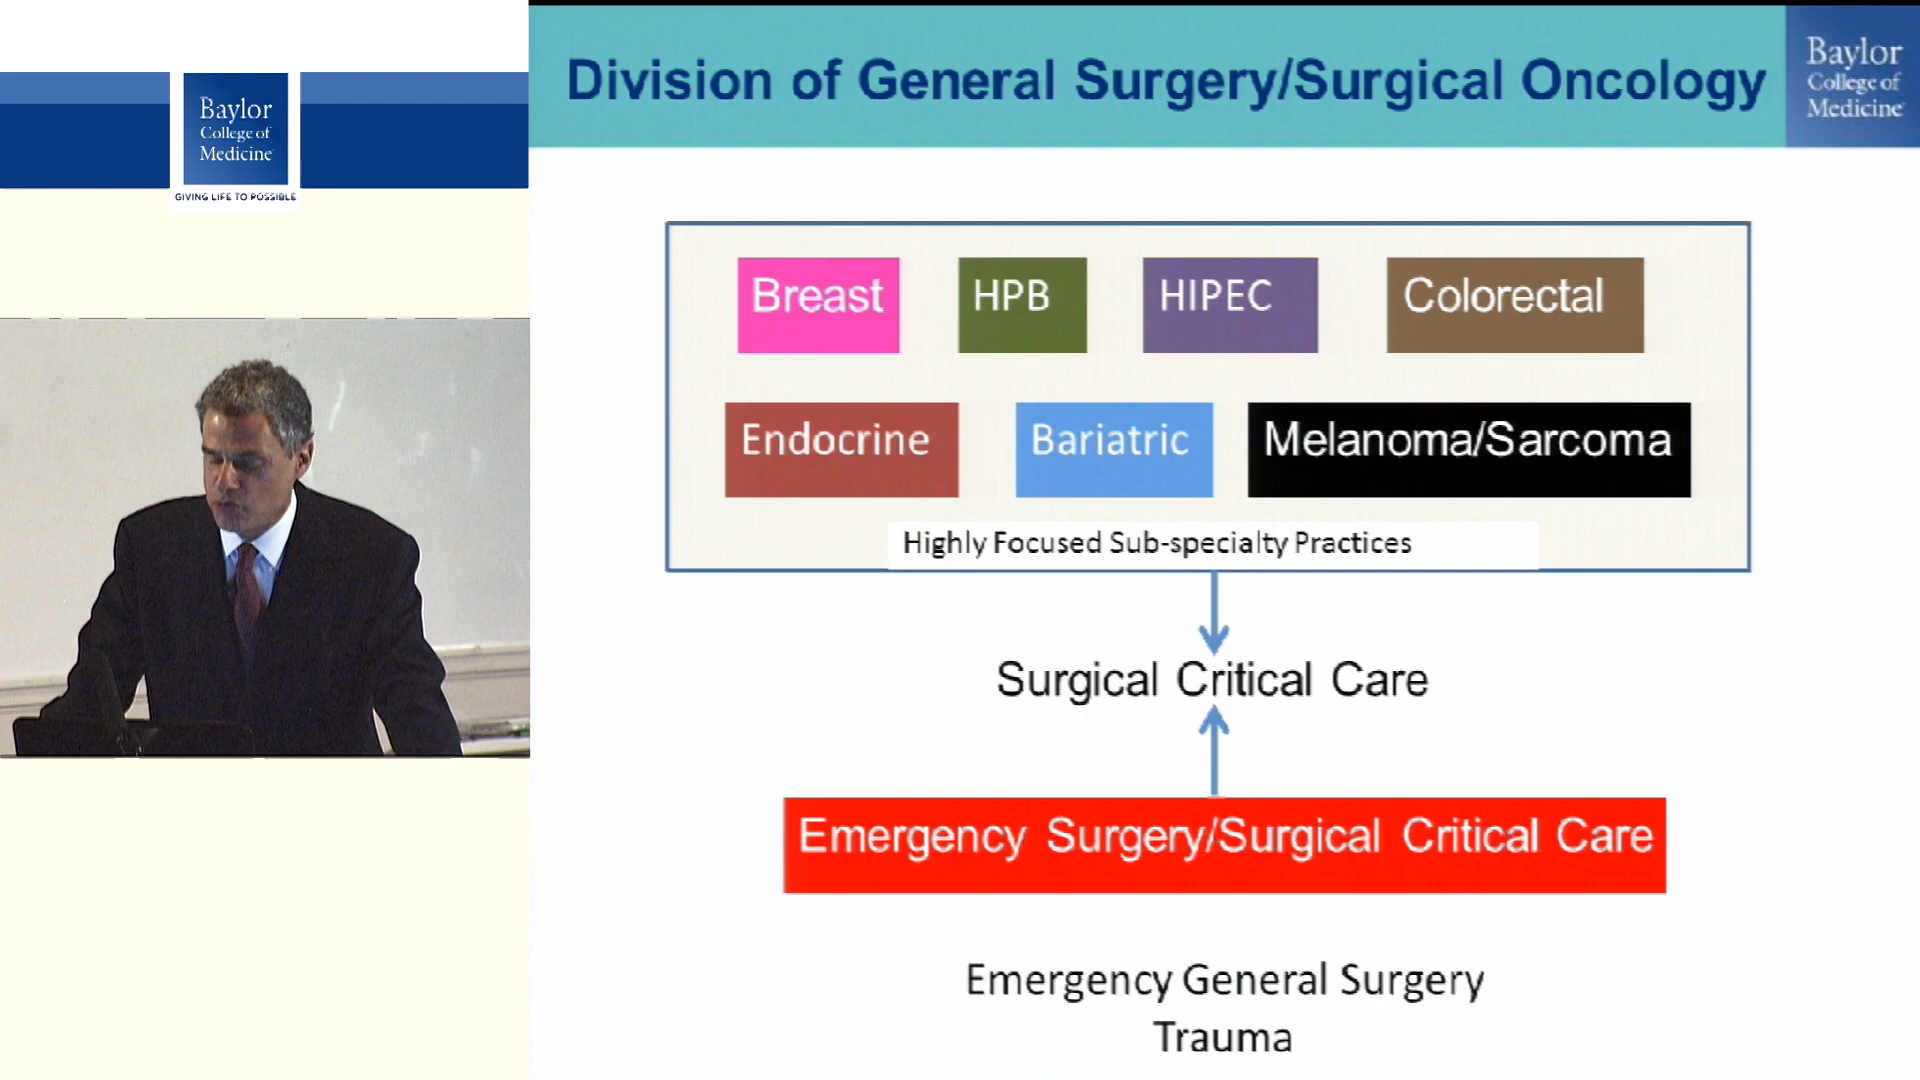 Baylor
College of
Medicine
GIVING LIFE TO POSSIBLE
Division of General Surgery/Surgical Oncology
Baylor
College of
Medicine
Breast HPB HIPEC Colorectal
Endocrine Bariatric Melanoma/Sarcoma
Highly Focused Sub-specialty Practices
Surgical Critical Care
Emergency Surgery/Surgical Critical Care
Emergency General Surgery
Trauma